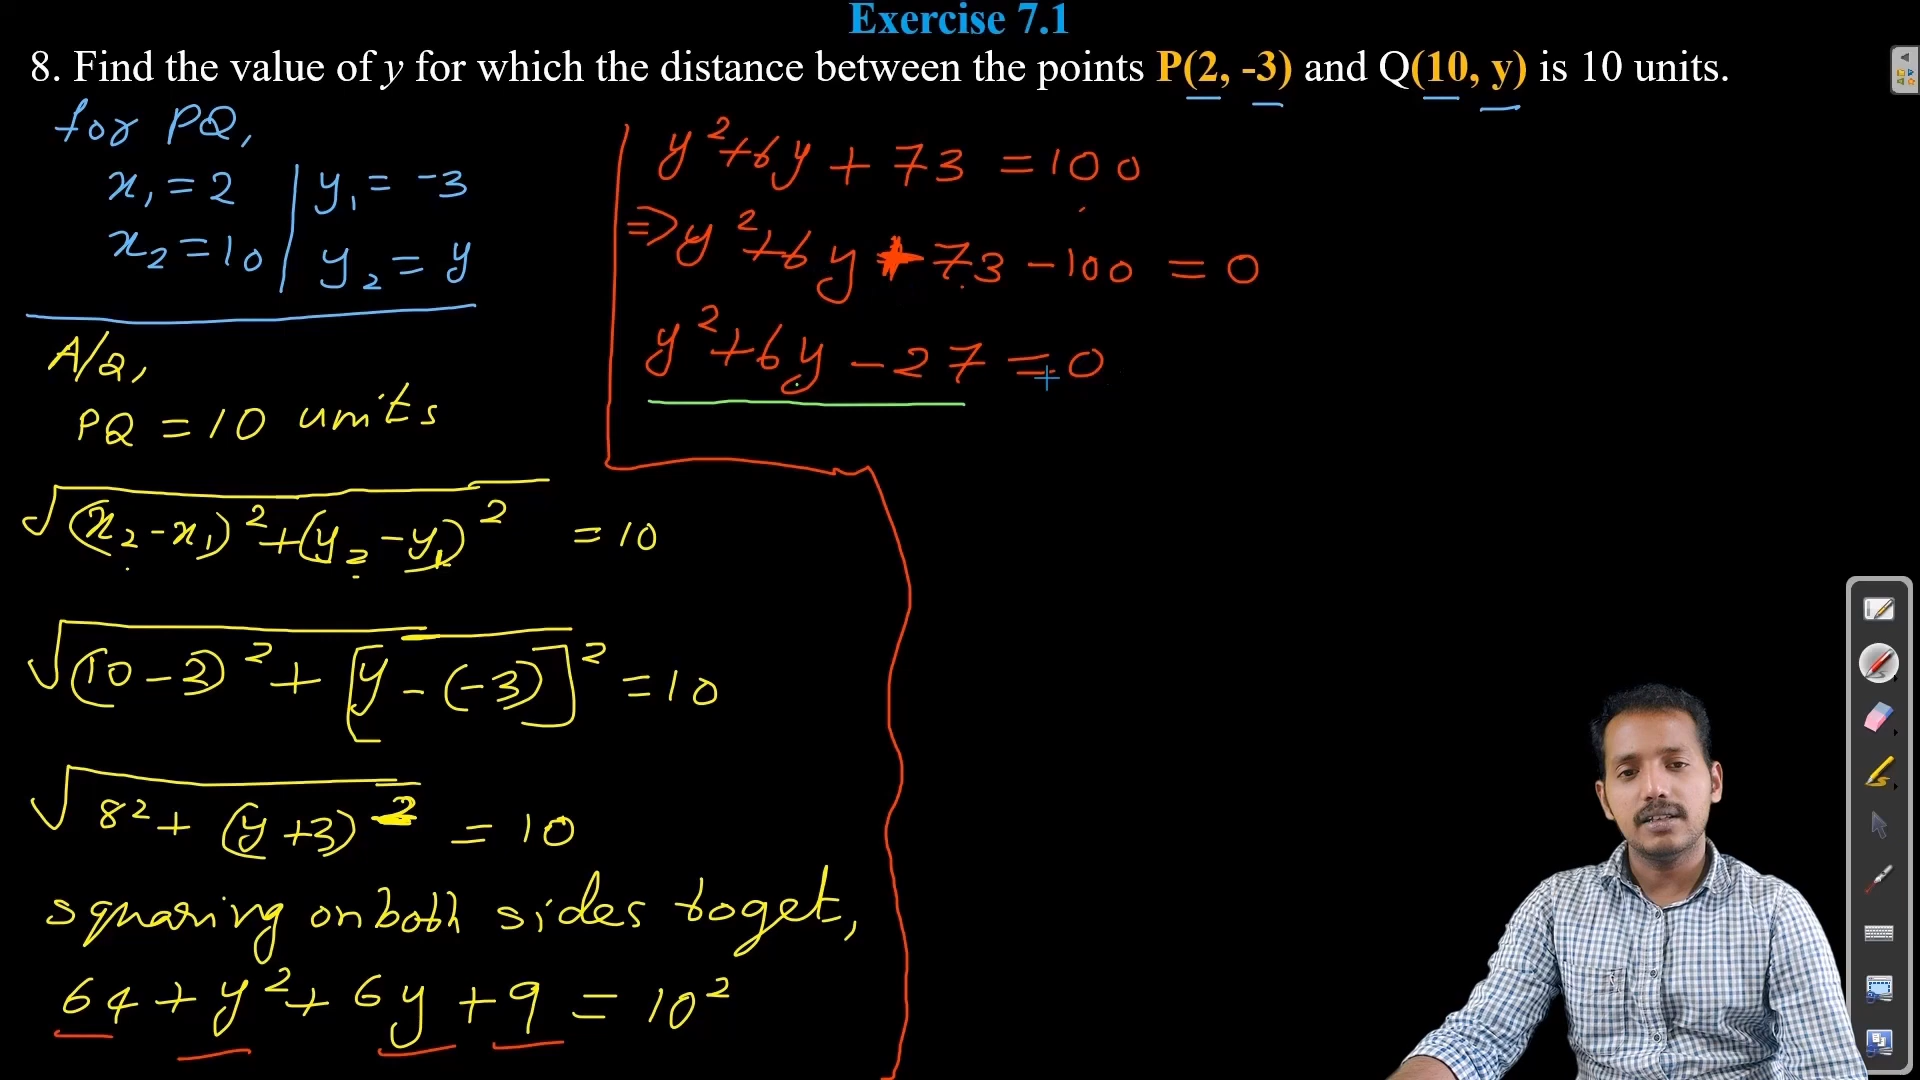 Exercise 7.1
8. Find the value of y for which the distance between the points P(2, -3) and Q(10, y) is 10 units.
for PQ,
x₁ = 2 | y₁ = -3
x₂ = 10 | y₂ = y
A/Q,
PQ = 10 units
√(x₂ - x₁)² + (y₂ - y₁)² = 10
√(10 - 2)² + [y - (-3)]² = 10
√8² + (y + 3)² = 10
squaring on both sides to get,
64 + y² + 6y + 9 = 10²
y² + 6y + 73 = 100
=> y² + 6y + 73 - 100 = 0
y² + 6y - 27 = 0